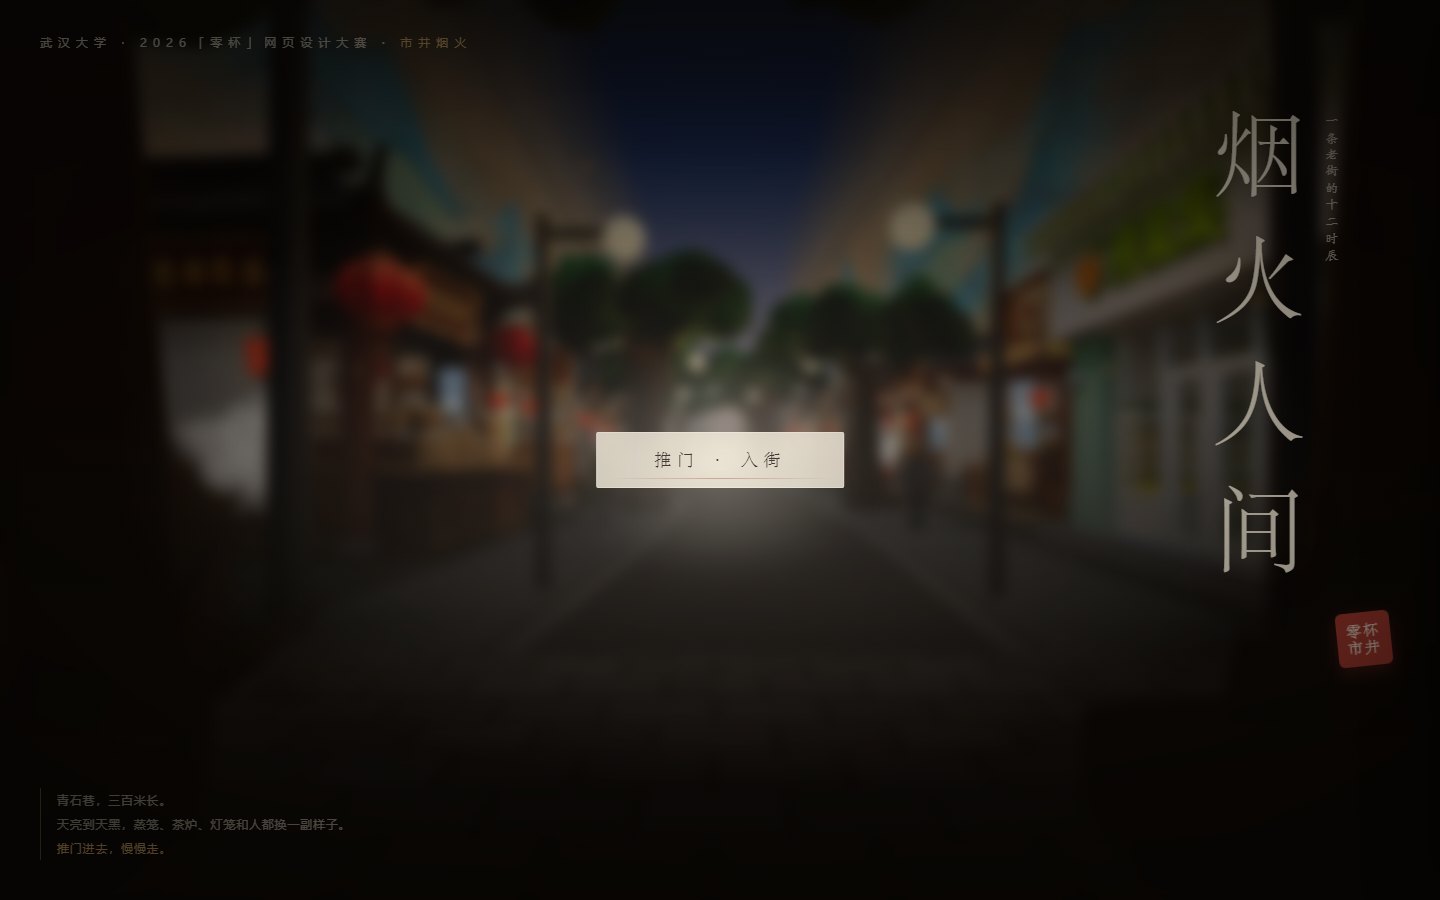 武汉大学 · 2026「零杯」网页设计大赛 · 市井烟火
烟火人间
一条老街的十二时辰
推门 · 入街
零杯
市井
青石巷，三百米长。
天亮到天黑，蒸笼、茶炉、灯笼和人都换一副样子。
推门进去，慢慢走。